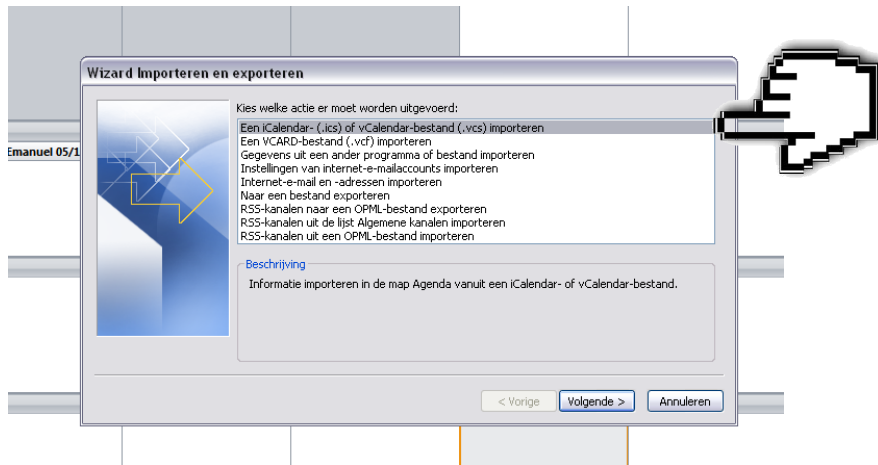 Wizard Importeren en exporteren
Kies welke actie er moet worden uitgevoerd:
Een iCalendar- (.ics) of vCalendar-bestand (.vcs) importeren
Een VCARD-bestand (.vcf) importeren
Emanuel 05/1
Gegevens uit een ander programma of bestand importeren
Instellingen van internet-e-mailaccounts importeren
Internet-e-mail en -adressen importeren
Naar een bestand exporteren
RSS-kanalen naar een OPML-bestand exporteren
RSS-kanalen uit de lijst Algemene kanalen importeren
RSS-kanalen uit een OPML-bestand importeren
Beschrijving
Informatie importeren in de map Agenda vanuit een iCalendar- of vCalendar-bestand.
< Vorige Volgende > Annuleren